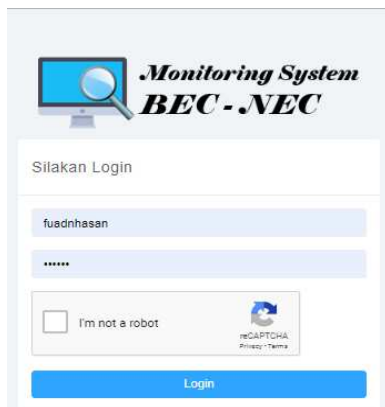 Monitoring System
BEC - NEC
Silakan Login
fuadnhasan
••••••
I'm not a robot
reCAPTCHA
Privacy - Terms
Login